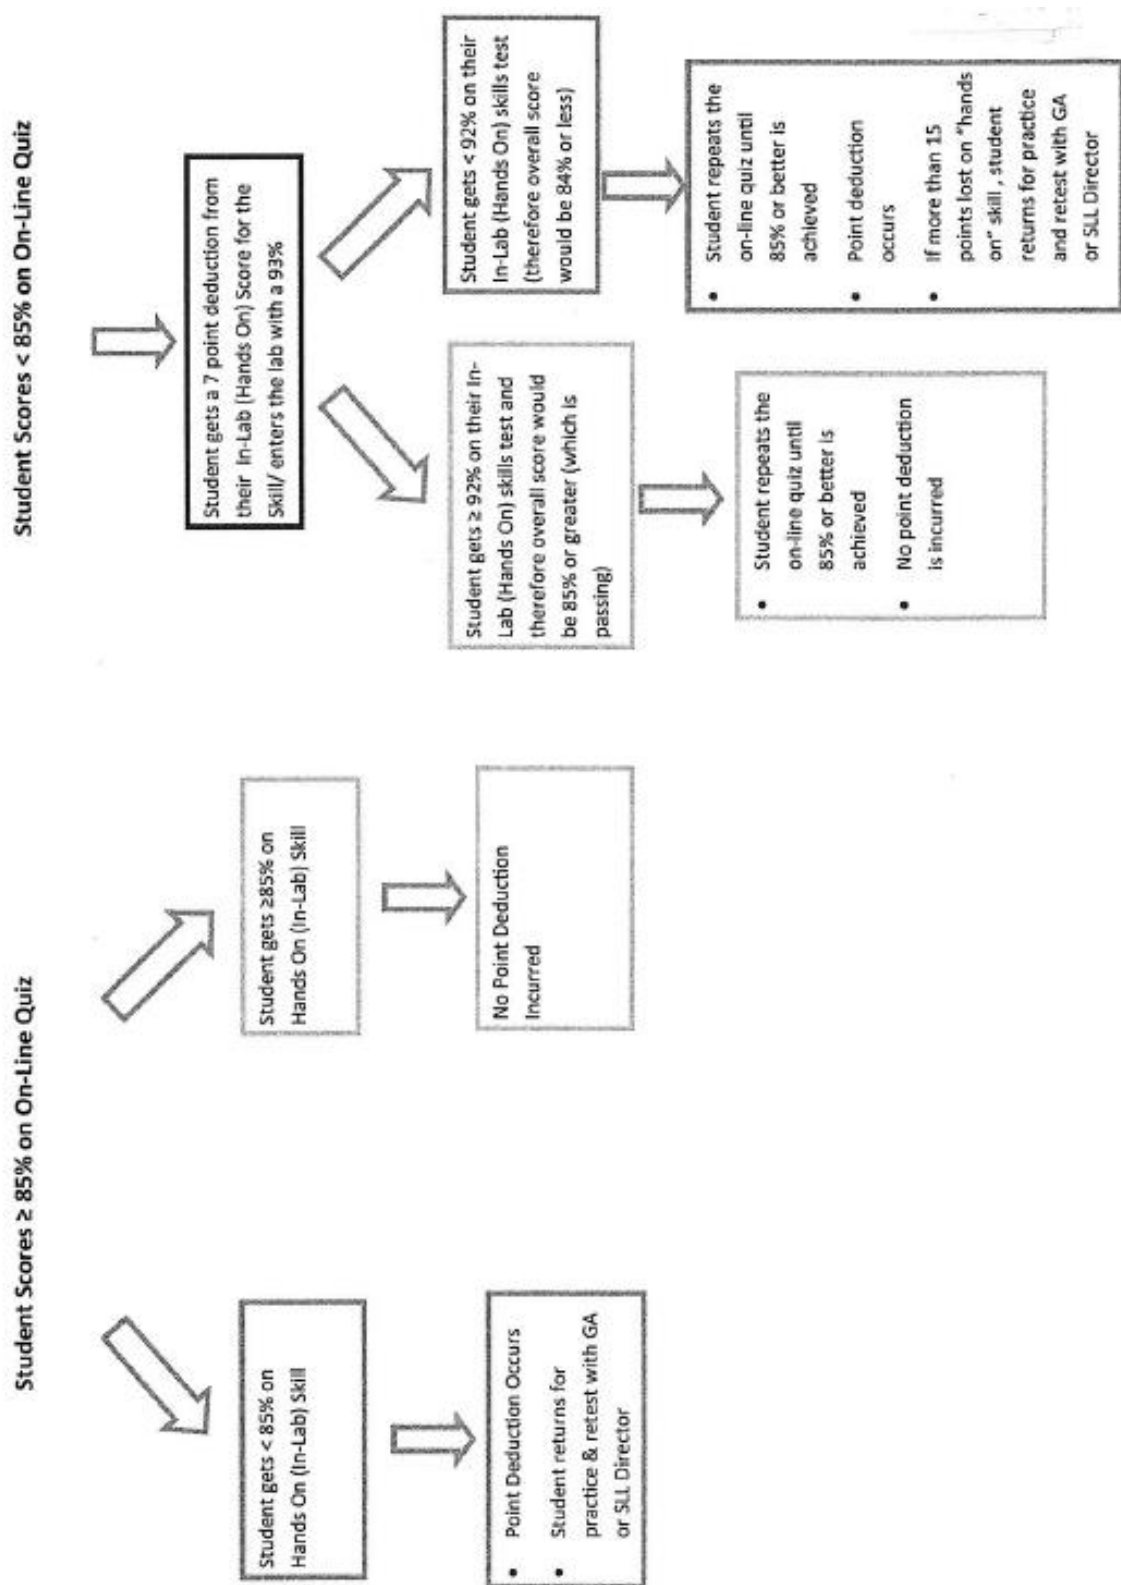 Student Scores ≥ 85% on On-Line Quiz
Student gets < 85% on
Hands On (In-Lab) Skill
• Point Deduction Occurs
• Student returns for
practice & retest with GA
or SLL Director
Student gets ≥85% on
Hands On (In-Lab) Skill
No Point Deduction
Incurred
Student Scores < 85% on On-Line Quiz
Student gets a 7 point deduction from
their In-Lab (Hands On) Score for the
Skill/ enters the lab with a 93%
Student gets ≥ 92% on their In-
Lab (Hands On) skills test and
therefore overall score would
be 85% or greater (which is
passing)
• Student repeats the
on-line quiz until
85% or better is
achieved
• No point deduction
is incurred
Student gets < 92% on their
In-Lab (Hands On) skills test
(therefore overall score
would be 84% or less)
• Student repeats the
on-line quiz until
85% or better is
achieved
• Point deduction
occurs
• If more than 15
points lost on "hands
on" skill , student
returns for practice
and retest with GA
or SLL Director